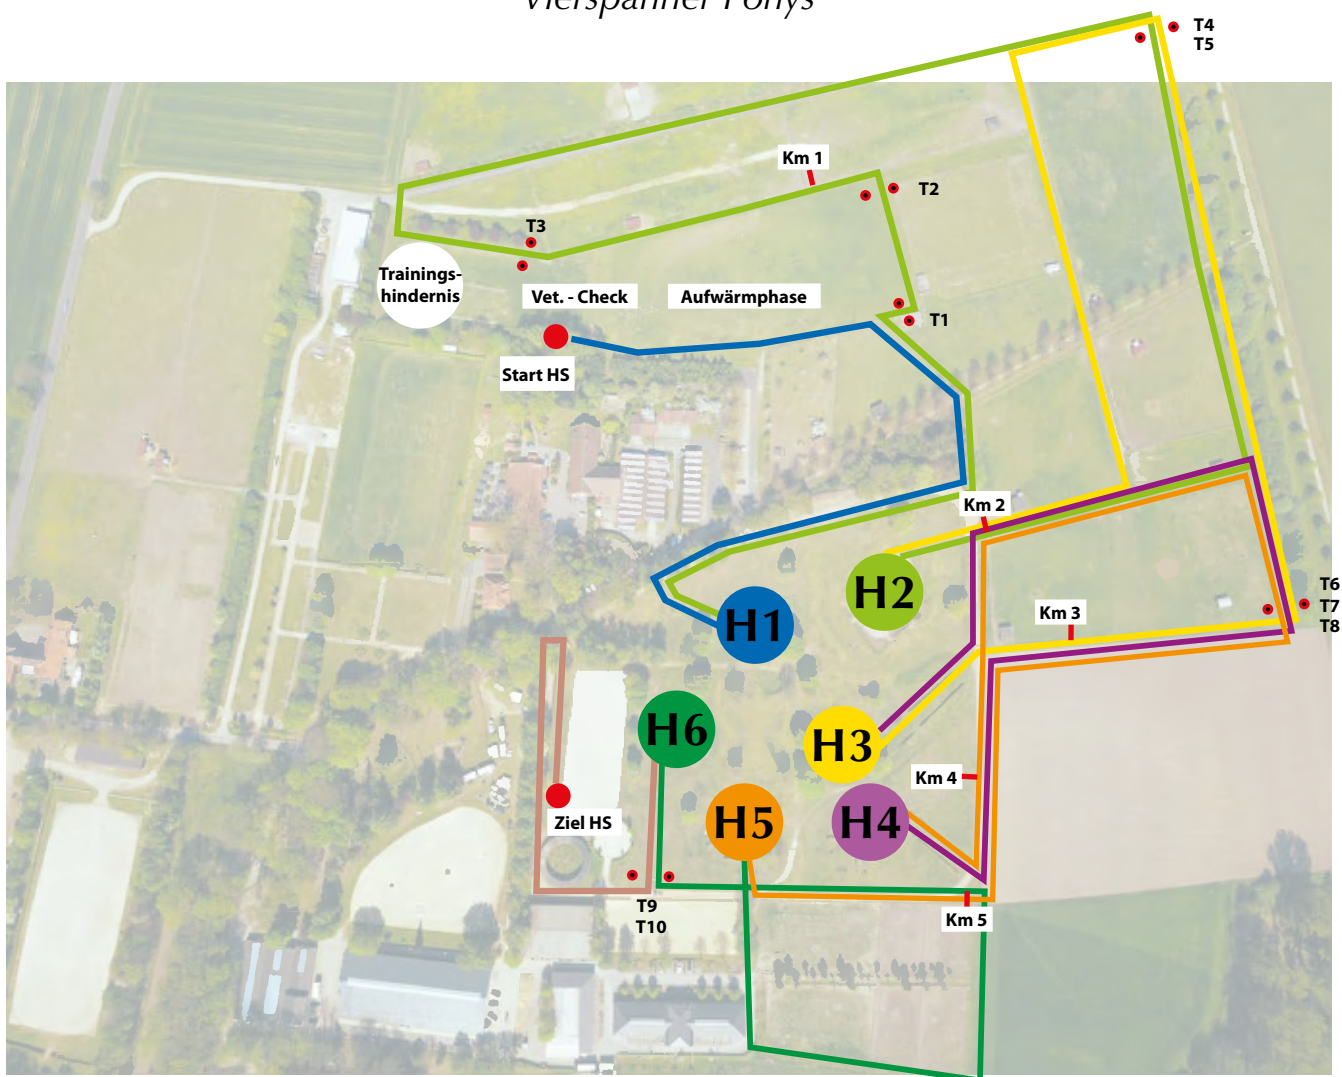 Vierspänner Ponys
T4
T5
Km 1
T2
T3
Trainings-
hindernis
Vet. - Check
Aufwärmphase
T1
Start HS
Km 2
H2
H1
T6
Km 3
T7
T8
H6
H3
Km 4
Ziel HS
H5
H4
T9
Km 5
T10